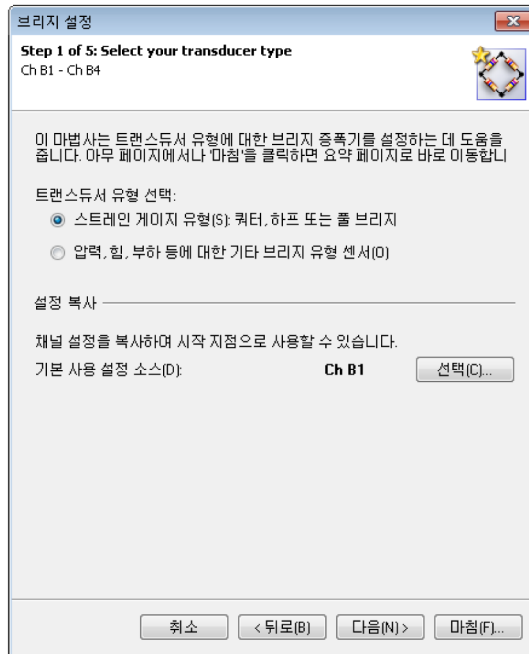 브리지 설정
Step 1 of 5: Select your transducer type
Ch B1 - Ch B4
이 마법사는 트랜스듀서 유형에 대한 브리지 증폭기를 설정하는 데 도움을
줍니다. 아무 페이지에서나 '마침'을 클릭하면 요약 페이지로 바로 이동합니
트랜스듀서 유형 선택:
스트레인 게이지 유형(S): 쿼터, 하프 또는 풀 브리지
압력, 힘, 부하 등에 대한 기타 브리지 유형 센서(O)
설정 복사
채널 설정을 복사하며 시작 지점으로 사용할 수 있습니다.
기본 사용 설정 소스(D): Ch B1 선택(C)...
취소 < 뒤로(B) 다음(N) > 마침(F)...